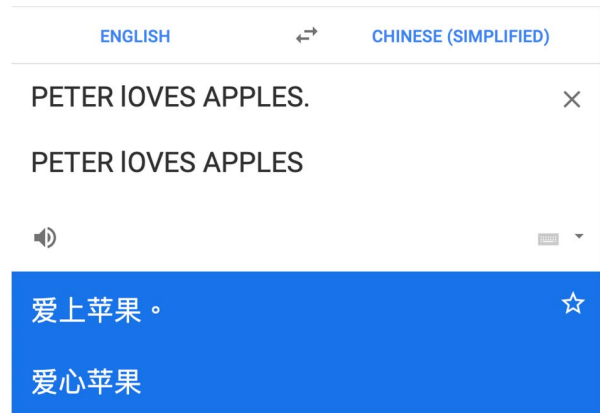 ENGLISH CHINESE (SIMPLIFIED)
PETER lOVES APPLES.
PETER lOVES APPLES
爱上苹果。
爱心苹果